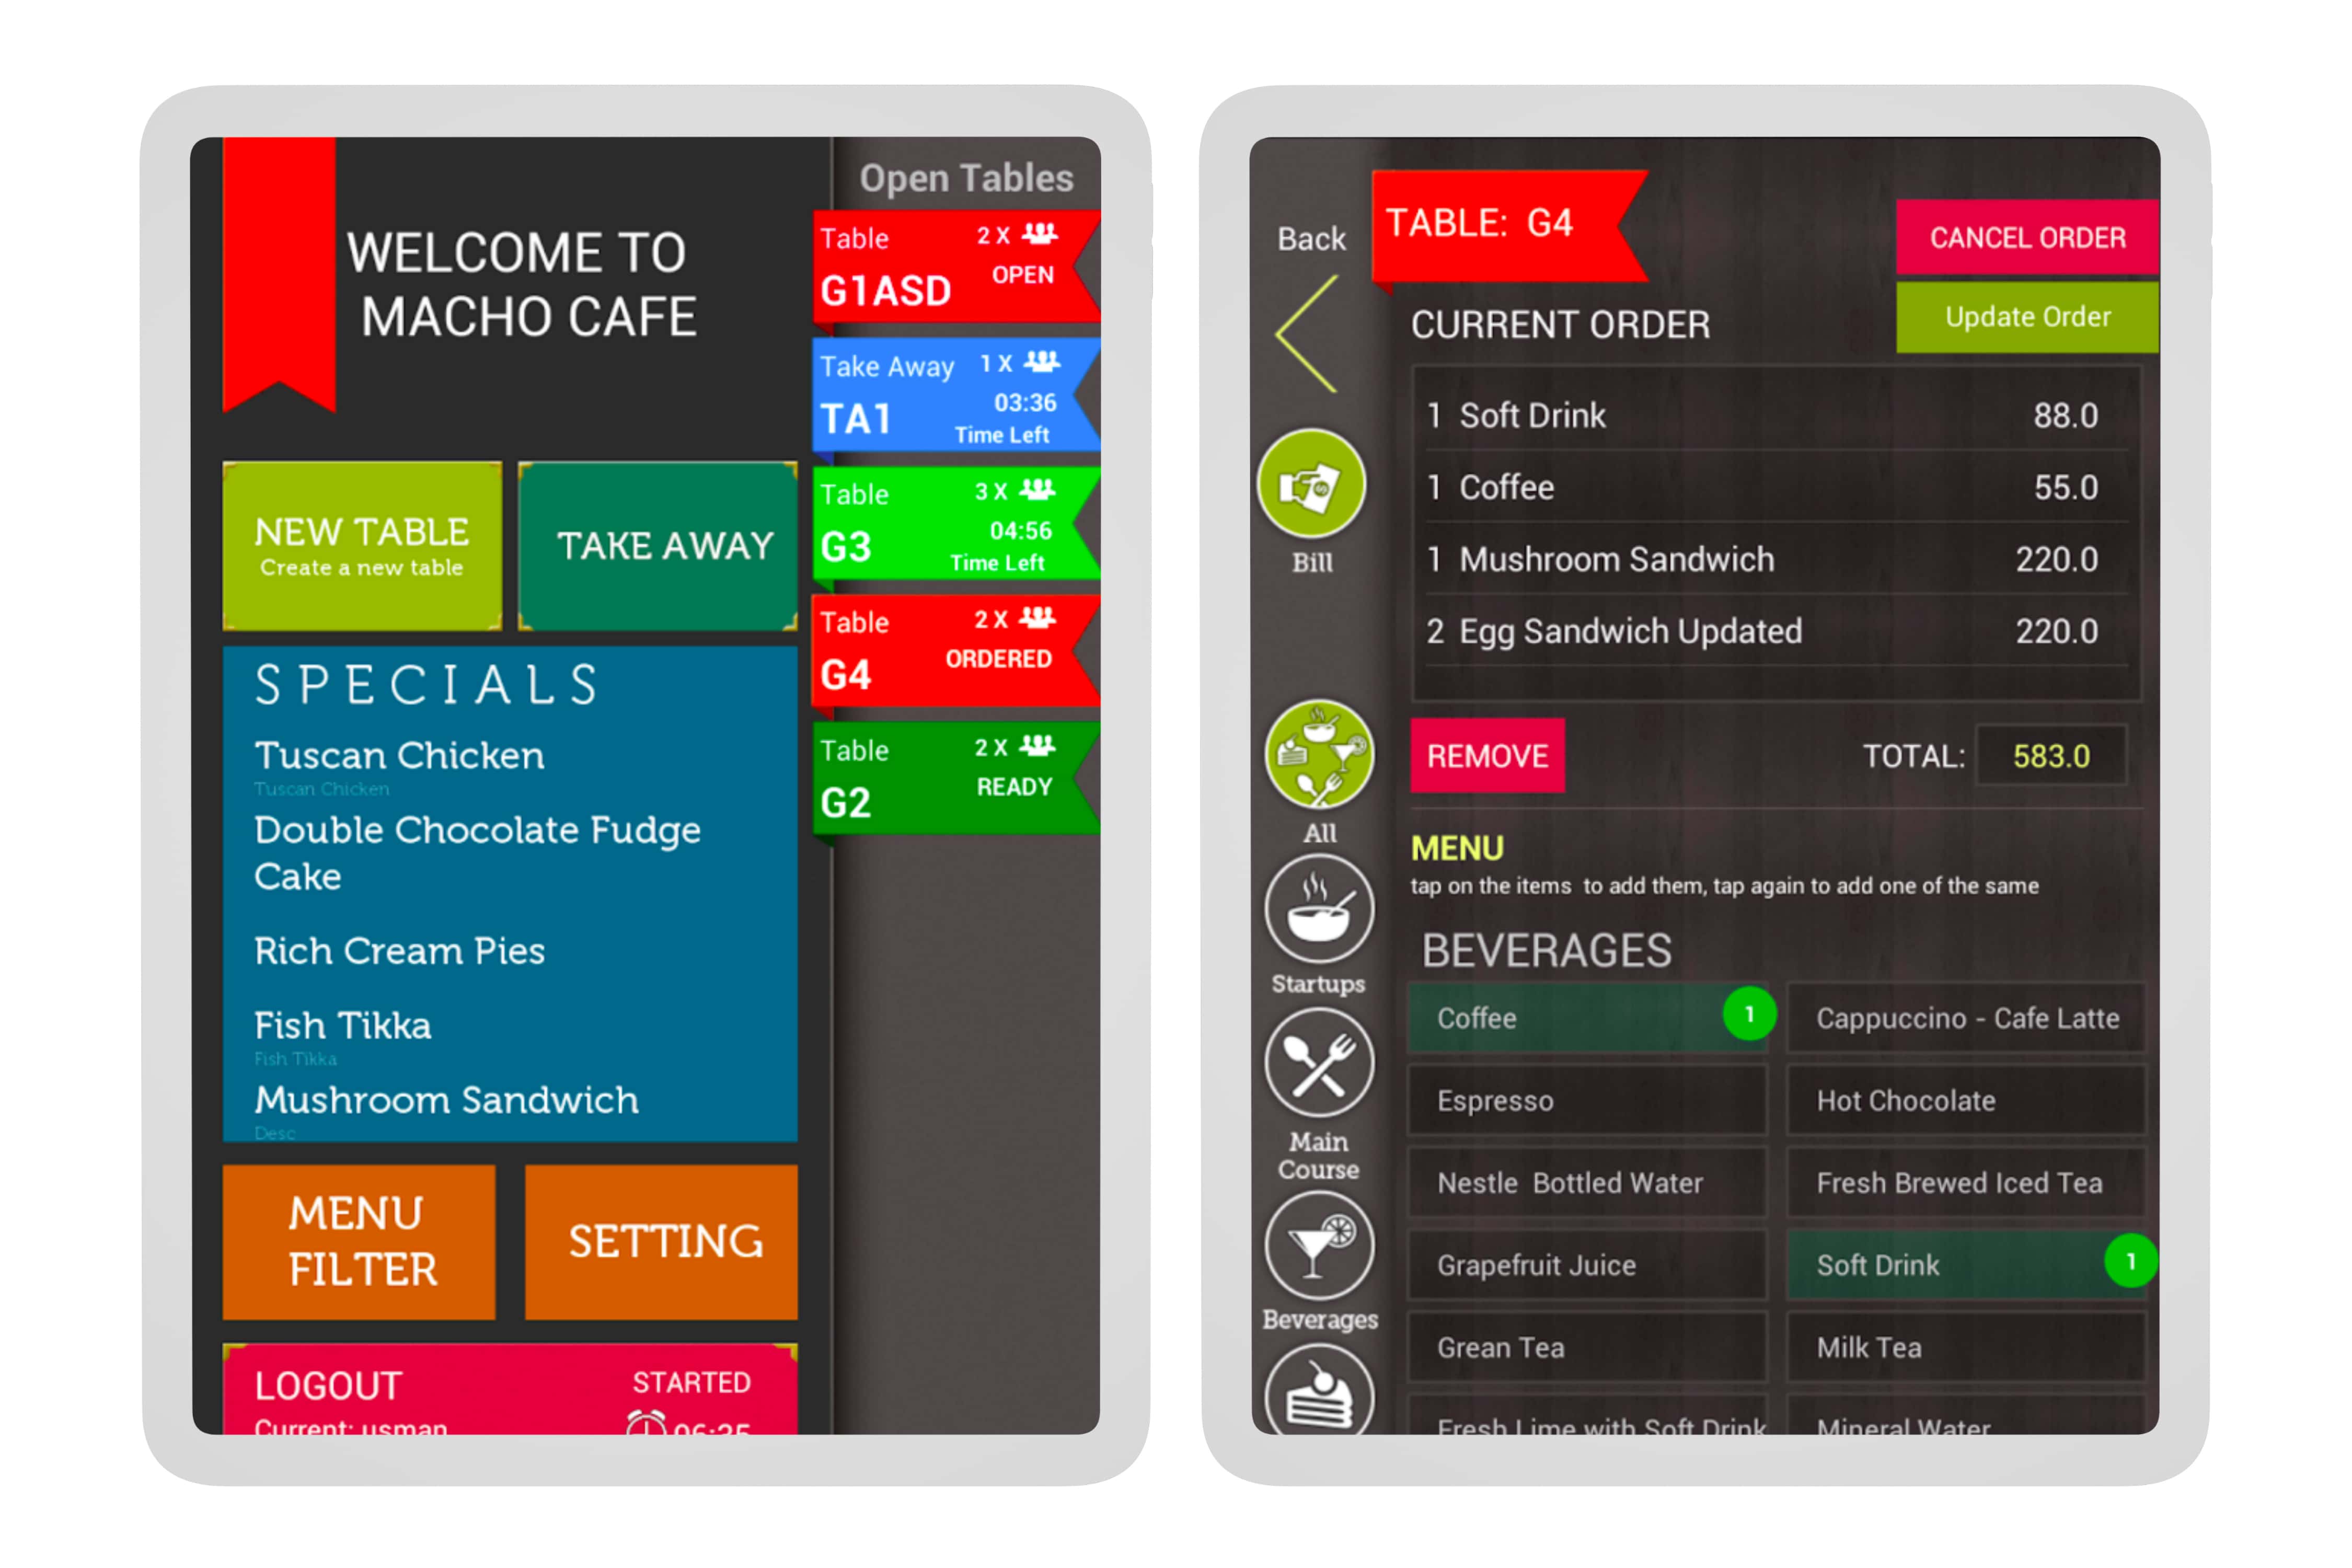 WELCOME TO
MACHO CAFE
NEW TABLE
Create a new table
TAKE AWAY
SPECIALS
Tuscan Chicken
Tuscan Chicken
Double Chocolate Fudge
Cake
Rich Cream Pies
Fish Tikka
Fish Tikka
Mushroom Sandwich
Desc
MENU
FILTER
SETTING
LOGOUT
STARTED
Current: usman
06:35
Open Tables
Table 2 X
G1ASD OPEN
Take Away 1 X
03:36
TA1
Time Left
Table 3 X
04:56
G3
Time Left
Table 2 X
ORDERED
G4
Table 2 X
READY
G2
Back
Bill
All
Startups
Main
Course
Beverages
TABLE: G4
CANCEL ORDER
Update Order
CURRENT ORDER
1 Soft Drink 88.0
1 Coffee 55.0
1 Mushroom Sandwich 220.0
2 Egg Sandwich Updated 220.0
REMOVE
TOTAL: 583.0
MENU
tap on the items to add them, tap again to add one of the same
BEVERAGES
Coffee 1
Cappuccino - Cafe Latte
Espresso
Hot Chocolate
Nestle Bottled Water
Fresh Brewed Iced Tea
Grapefruit Juice
Soft Drink 1
Grean Tea
Milk Tea
Fresh Lime with Soft Drink
Mineral Water